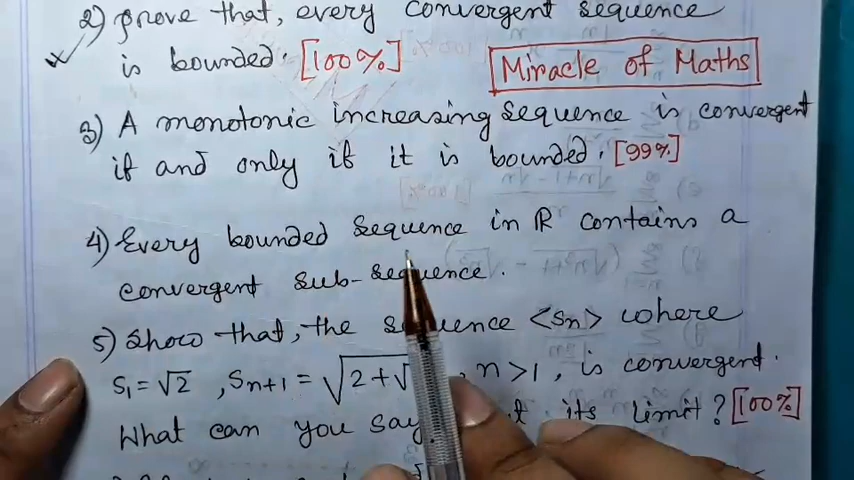 2) prove that, every convergent sequence
is bounded. [100%]
Miracle of Maths
3) A monotonic increasing sequence is convergent
if and only if it is bounded. [99%]
4) Every bounded sequence in R contains a
convergent sub-sequence.
5) Show that, the sequence <Sn> where
S1 = √2 , Sn+1 = √2+√ , n>1, is convergent.
What can you say its limit? [100%]